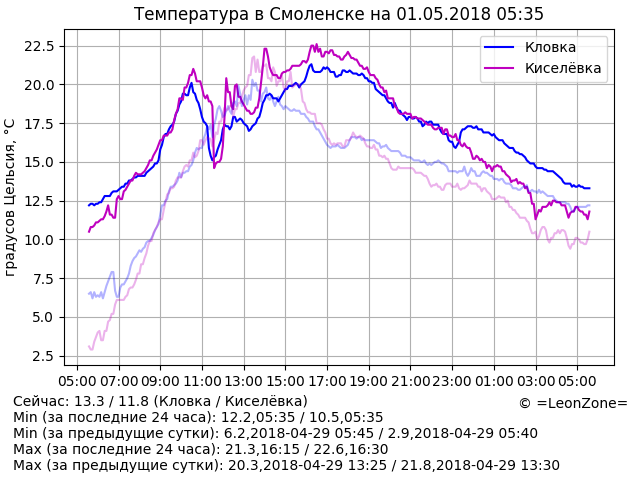 Температура в Смоленске на 01.05.2018 05:35
градусов Цельсия, °C
22.5
20.0
17.5
15.0
12.5
10.0
7.5
5.0
2.5
Кловка
Киселёвка
05:00 07:00 09:00 11:00 13:00 15:00 17:00 19:00 21:00 23:00 01:00 03:00 05:00
Сейчас: 13.3 / 11.8 (Кловка / Киселёвка)
© =LeonZone=
Min (за последние 24 часа): 12.2,05:35 / 10.5,05:35
Min (за предыдущие сутки): 6.2,2018-04-29 05:45 / 2.9,2018-04-29 05:40
Max (за последние 24 часа): 21.3,16:15 / 22.6,16:30
Max (за предыдущие сутки): 20.3,2018-04-29 13:25 / 21.8,2018-04-29 13:30